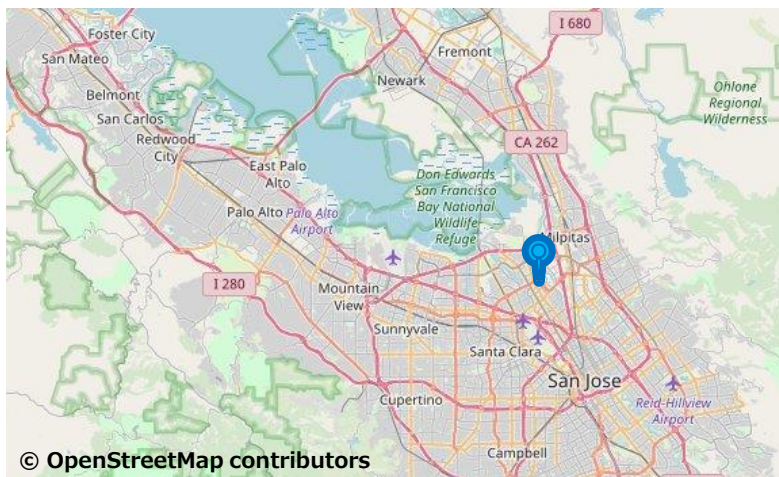 I 680
Foster City
San Mateo
Fremont
Newark
Belmont
San Carlos
Redwood
City
Ohlone
Regional
Wilderness
CA 262
East Palo
Alto
Don Edwards
San Francisco
Bay National
Wildlife
Refuge
Palo Alto
Palo Alto
Airport
Milpitas
I 280
Mountain
View
Sunnyvale
Santa Clara
San Jose
Cupertino
Reid-Hillview
Airport
Campbell
© OpenStreetMap contributors